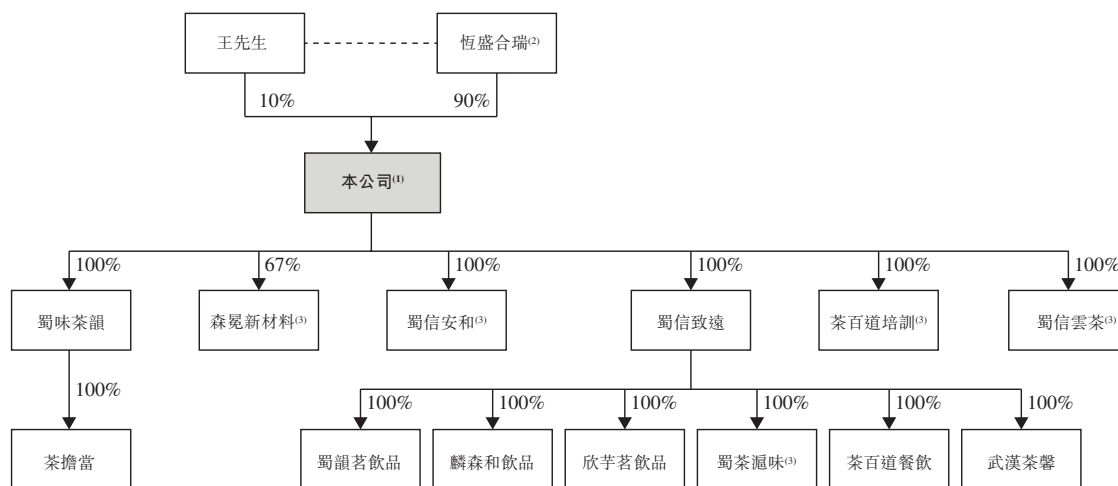 王先生
恆盛合瑞(2)
10%
90%
本公司(1)
100%
67%
100%
100%
100%
100%
蜀味茶韻
森冕新材料(3)
蜀信安和(3)
蜀信致遠
茶百道培訓(3)
蜀信雲茶(3)
100%
100%
100%
100%
100%
100%
100%
茶擔當
蜀韻茗飲品
麟森和飲品
欣芋茗飲品
蜀茶滬味(3)
茶百道餐飲
武漢茶馨